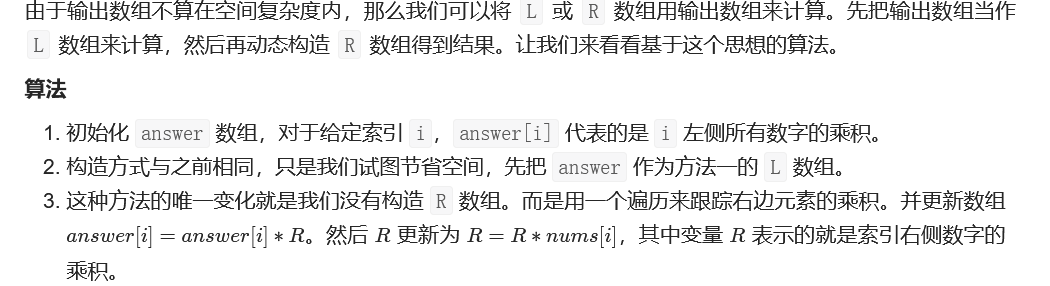 由于输出数组不算在空间复杂度内，那么我们可以将 L 或 R 数组用输出数组来计算。先把输出数组当作
L 数组来计算，然后再动态构造 R 数组得到结果。让我们来看看基于这个思想的算法。
算法
1. 初始化 answer 数组，对于给定索引 i，answer[i] 代表的是 i 左侧所有数字的乘积。
2. 构造方式与之前相同，只是我们试图节省空间，先把 answer 作为方法一的 L 数组。
3. 这种方法的唯一变化就是我们没有构造 R 数组。而是用一个遍历来跟踪右边元素的乘积。并更新数组
answer[i] = answer[i] * R。然后 R 更新为 R = R * nums[i]，其中变量 R 表示的就是索引右侧数字的
乘积。